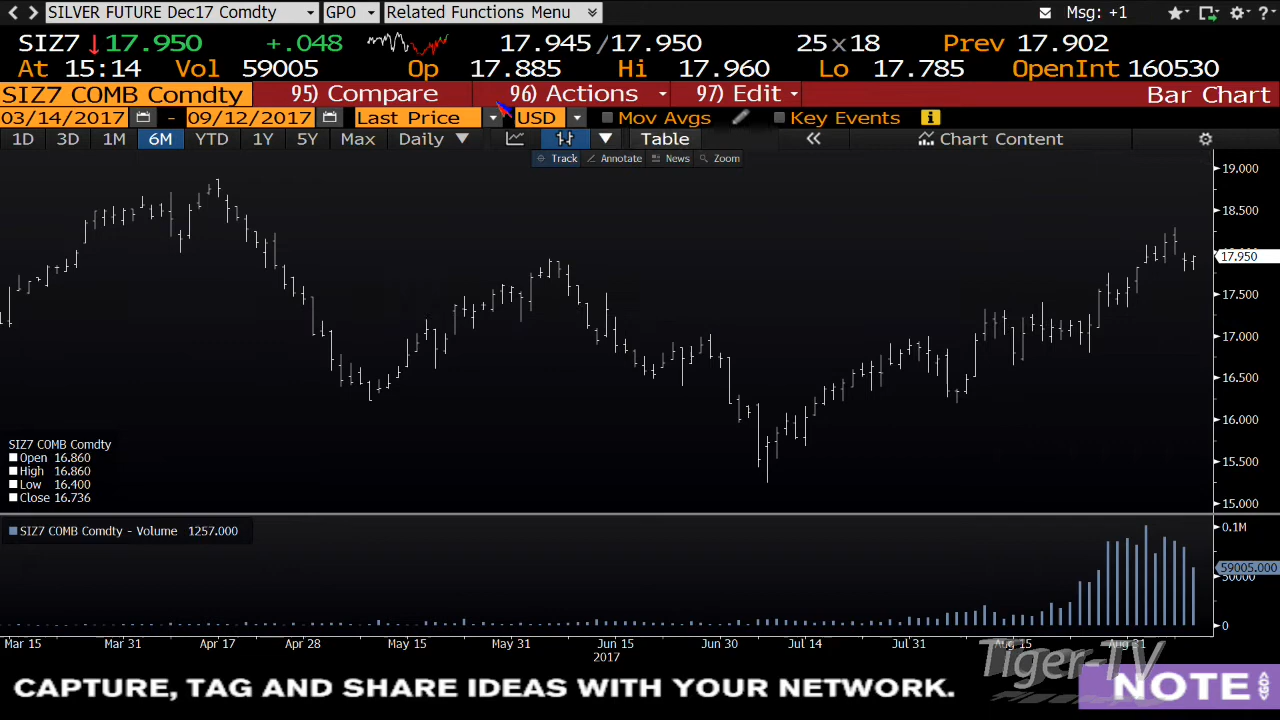 SILVER FUTURE Dec17 Comdty GPO Related Functions Menu Msg: +1
SIZ7 17.950 +.048 17.945 /17.950 25x18 Prev 17.902
At 15:14 Vol 59005 Op 17.885 Hi 17.960 Lo 17.785 OpenInt 160530
SIZ7 COMB Comdty 95) Compare 96) Actions 97) Edit Bar Chart
03/14/2017 - 09/12/2017 Last Price USD Mov Avgs Key Events
1D 3D 1M 6M YTD 1Y 5Y Max Daily Table « Chart Content
Track Annotate News Zoom
19.000
18.500
17.950
17.500
17.000
16.500
16.000
15.500
15.000
SIZ7 COMB Comdty
Open 16.860
High 16.860
Low 16.400
Close 16.736
SIZ7 COMB Comdty - Volume 1257.000
0.1M
59005.000
50000
0
Mar 15 Mar 31 Apr 17 Apr 28 May 15 May 31 Jun 15 Jun 30 Jul 14 Jul 31 Aug 15 Aug 31
2017
Tiger-TV
CAPTURE, TAG AND SHARE IDEAS WITH YOUR NETWORK. NOTE